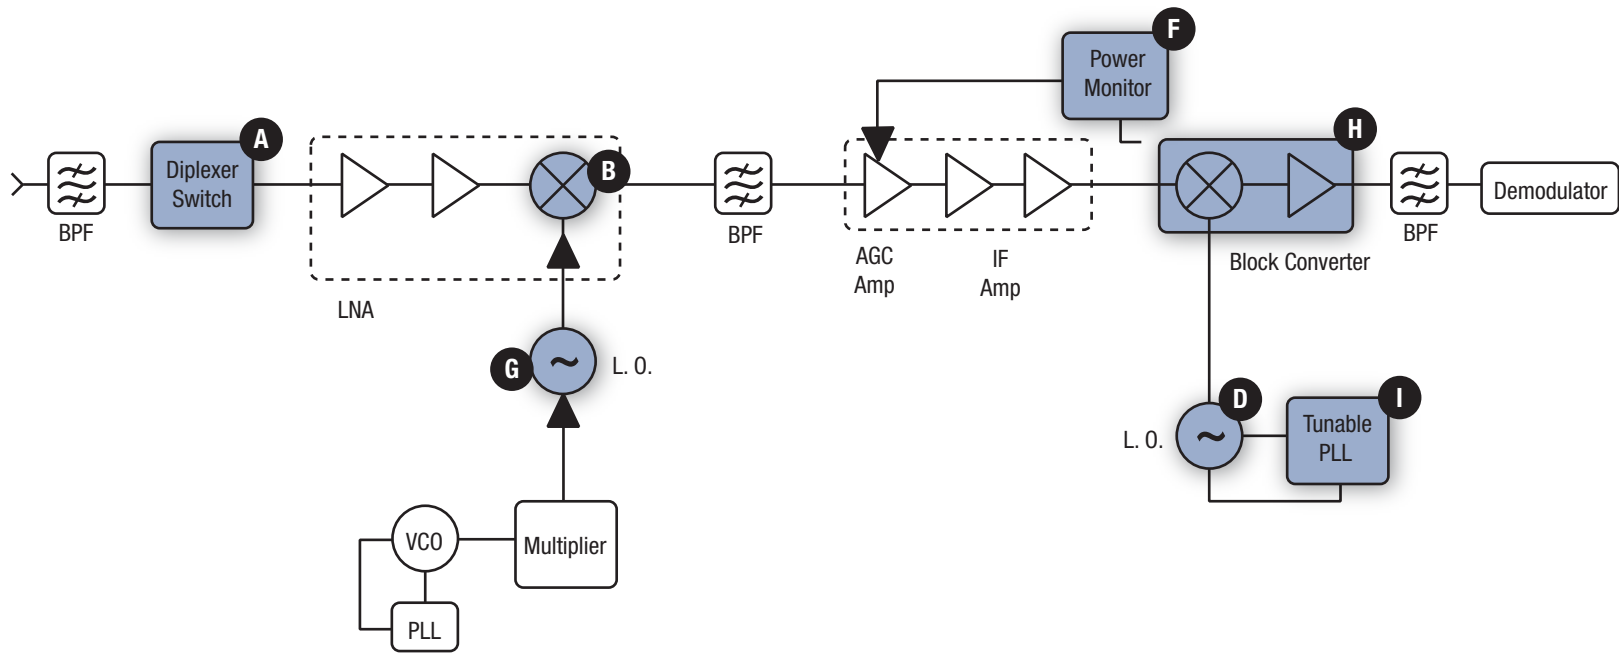 F
Power
Monitor
A
H
Diplexer
Switch
B
Demodulator
BPF
BPF
BPF
AGC
Amp
IF
Amp
Block Converter
LNA
G
L. O.
D
I
L. O.
Tunable
PLL
VCO
Multiplier
PLL